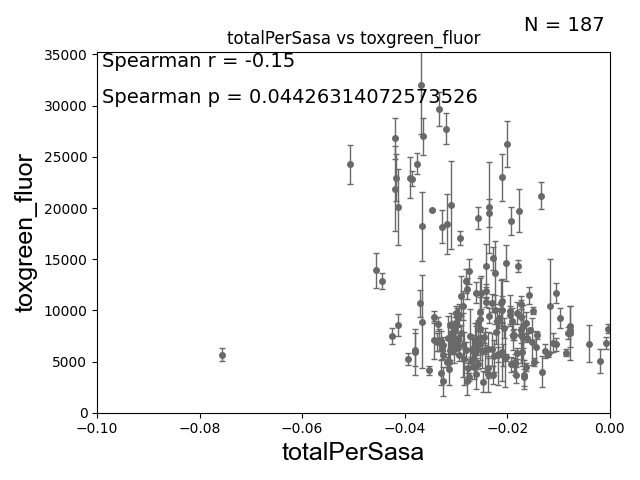 N = 187
totalPerSasa vs toxgreen_fluor
Spearman r = -0.15
Spearman p = 0.04426314072573526
toxgreen_fluor
35000
30000
25000
20000
15000
10000
5000
0
−0.10 −0.08 −0.06 −0.04 −0.02 0.00
totalPerSasa